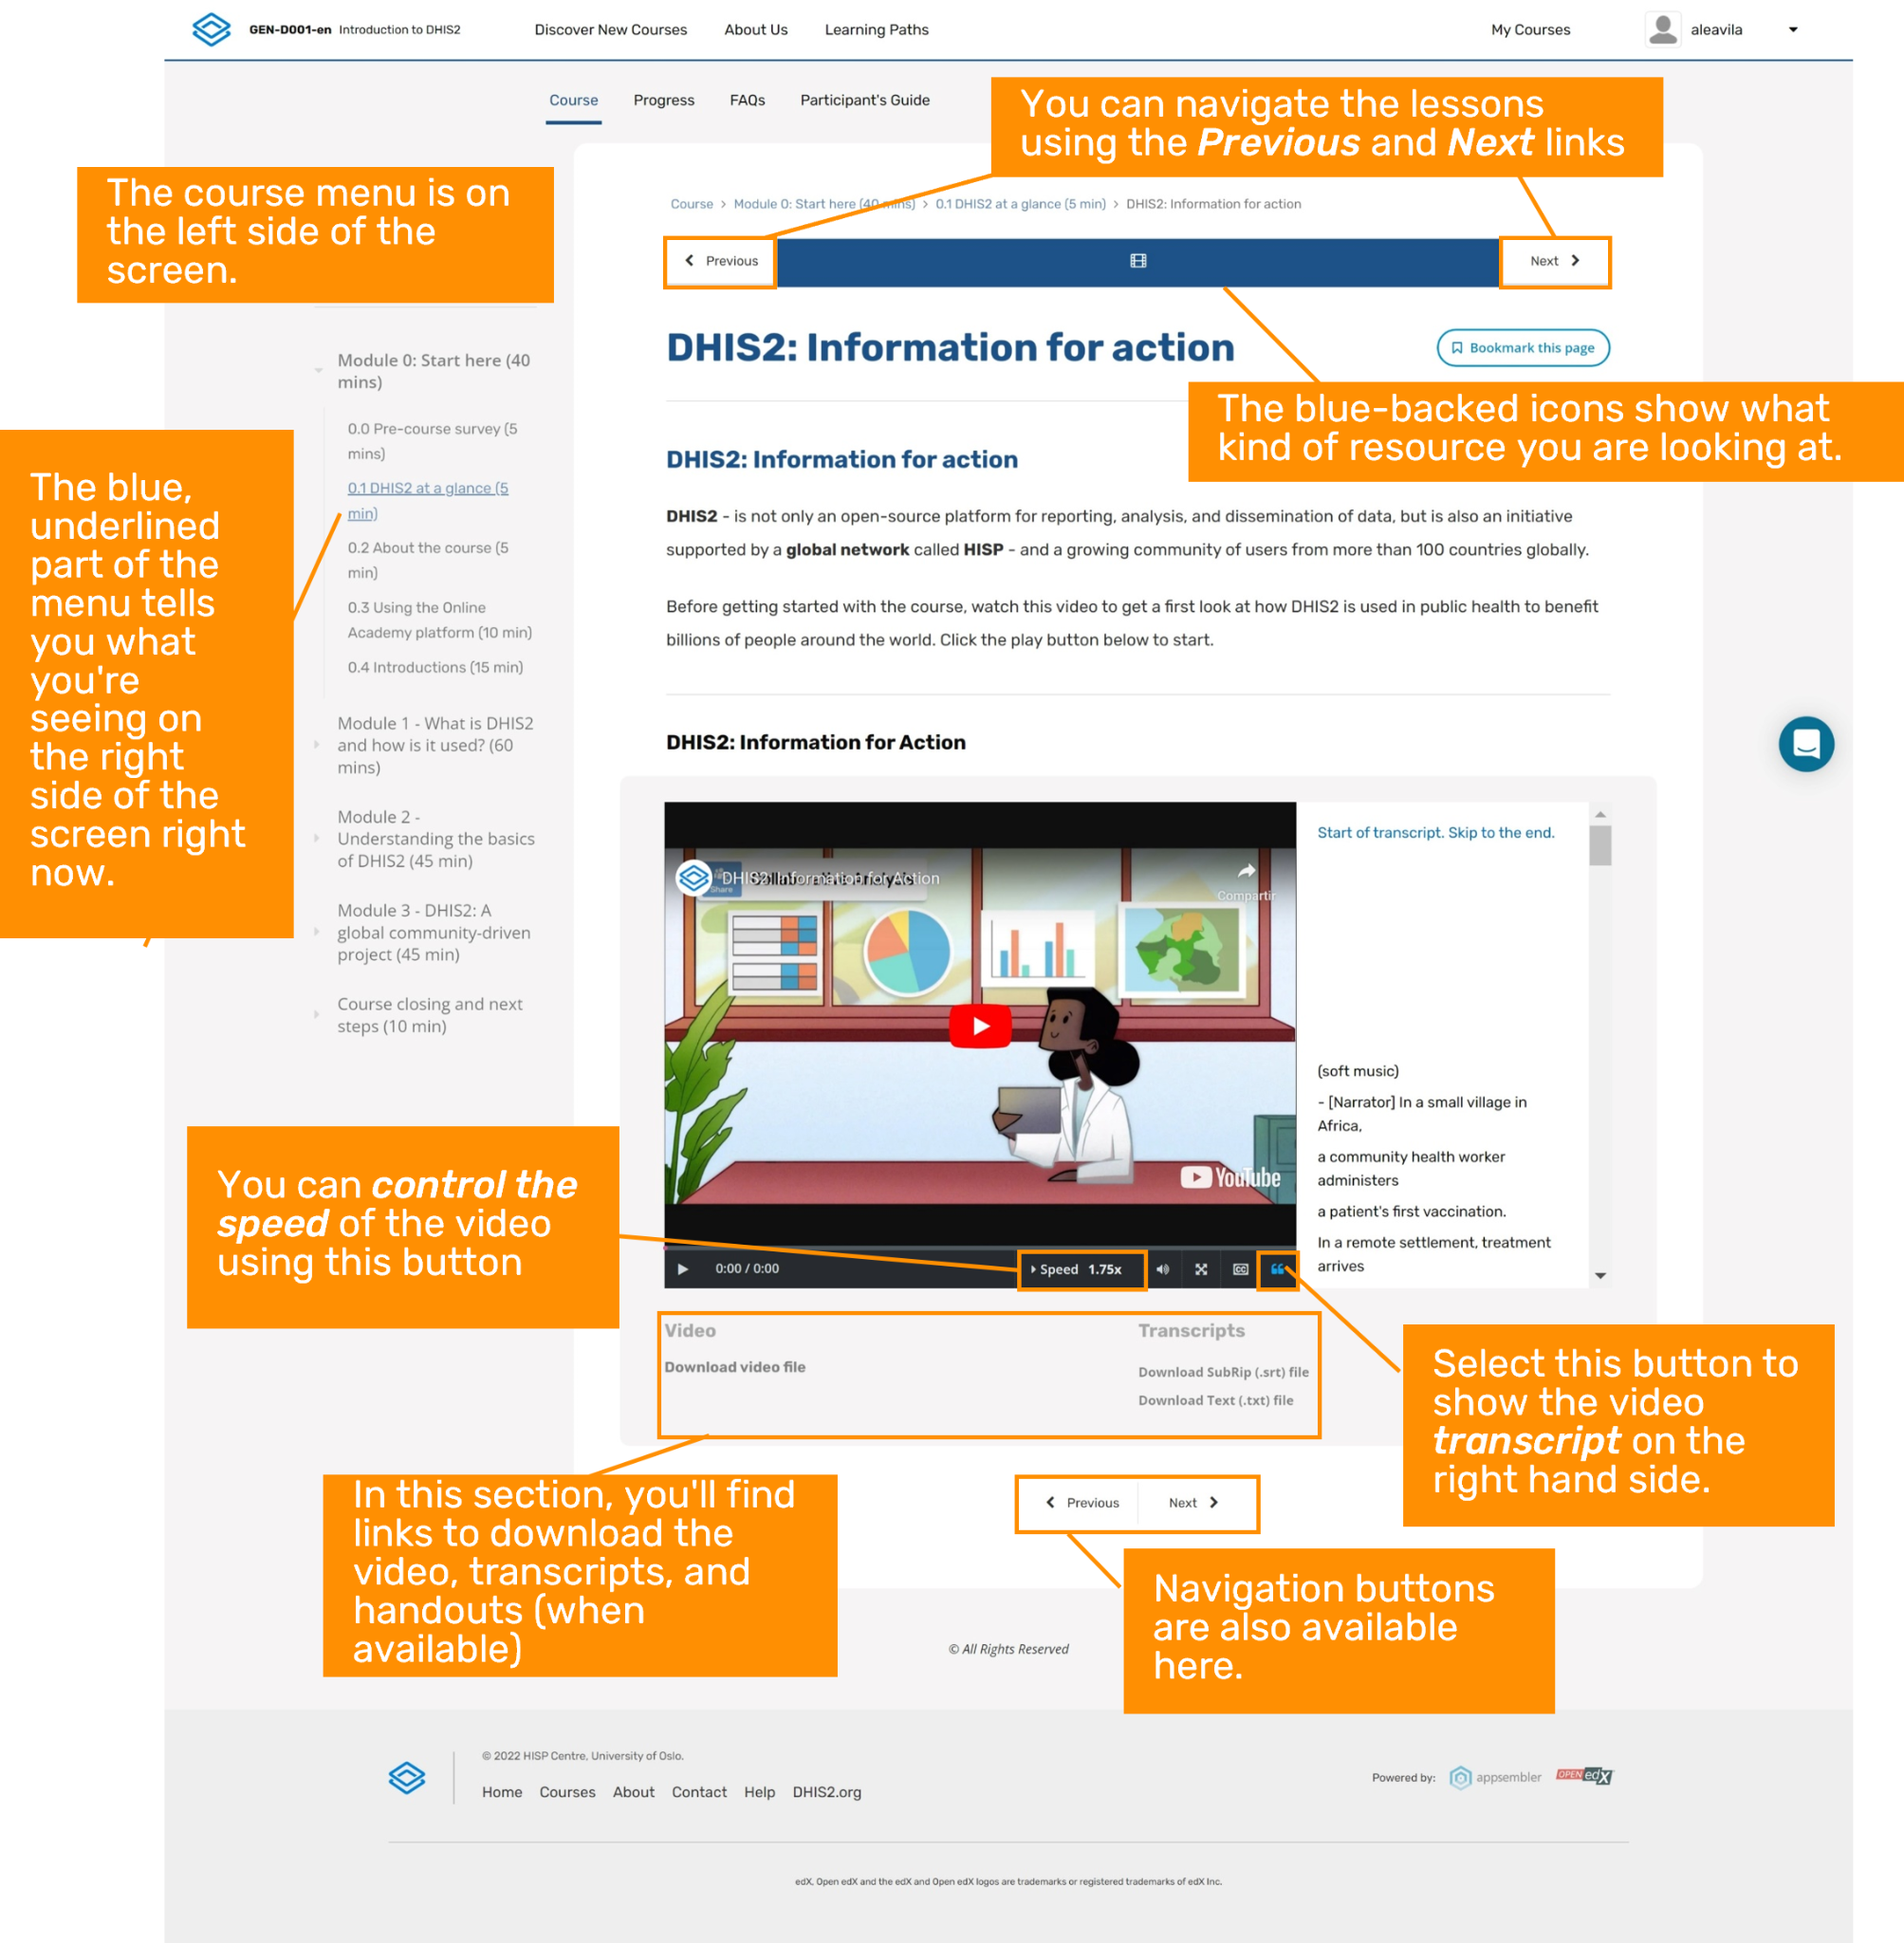 GEN-D001-en Introduction to DHIS2
Discover New Courses
About Us
Learning Paths
My Courses
aleavila
Course
Progress
FAQs
Participant's Guide
You can navigate the lessons
using the Previous and Next links
The course menu is on
the left side of the
screen.
Course > Module 0: Start here (40 mins) > 0.1 DHIS2 at a glance (5 min) > DHIS2: Information for action
Previous
Next
DHIS2: Information for action
Bookmark this page
The blue-backed icons show what
kind of resource you are looking at.
Module 0: Start here (40
mins)
0.0 Pre-course survey (5
mins)
0.1 DHIS2 at a glance (5
min)
0.2 About the course (5
min)
0.3 Using the Online
Academy platform (10 min)
0.4 Introductions (15 min)
Module 1 - What is DHIS2
and how is it used? (60
mins)
Module 2 -
Understanding the basics
of DHIS2 (45 min)
Module 3 - DHIS2: A
global community-driven
project (45 min)
Course closing and next
steps (10 min)
The blue,
underlined
part of the
menu tells
you what
you're
seeing on
the right
side of the
screen right
now.
DHIS2: Information for action
DHIS2 - is not only an open-source platform for reporting, analysis, and dissemination of data, but is also an initiative
supported by a global network called HISP - and a growing community of users from more than 100 countries globally.
Before getting started with the course, watch this video to get a first look at how DHIS2 is used in public health to benefit
billions of people around the world. Click the play button below to start.
DHIS2: Information for Action
DHIS2: Information for Action
Share
Compartir
YouTube
0:00 / 0:00
Speed 1.75x
CC
Start of transcript. Skip to the end.
(soft music)
- [Narrator] In a small village in
Africa,
a community health worker
administers
a patient's first vaccination.
In a remote settlement, treatment
arrives
You can control the
speed of the video
using this button
Video
Download video file
Transcripts
Download SubRip (.srt) file
Download Text (.txt) file
Select this button to
show the video
transcript on the
right hand side.
In this section, you'll find
links to download the
video, transcripts, and
handouts (when
available)
Previous
Next
Navigation buttons
are also available
here.
© All Rights Reserved
© 2022 HISP Centre, University of Oslo.
Home Courses About Contact Help DHIS2.org
Powered by: appsembler OPEN edX
edX, Open edX and the edX and Open edX logos are trademarks or registered trademarks of edX Inc.